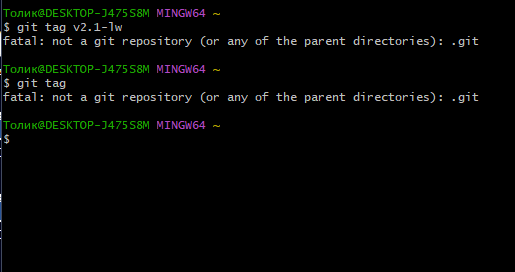 Толик@DESKTOP-J475S8M MINGW64 ~
$ git tag v2.1-lw
fatal: not a git repository (or any of the parent directories): .git
Толик@DESKTOP-J475S8M MINGW64 ~
$ git tag
fatal: not a git repository (or any of the parent directories): .git
Толик@DESKTOP-J475S8M MINGW64 ~
$